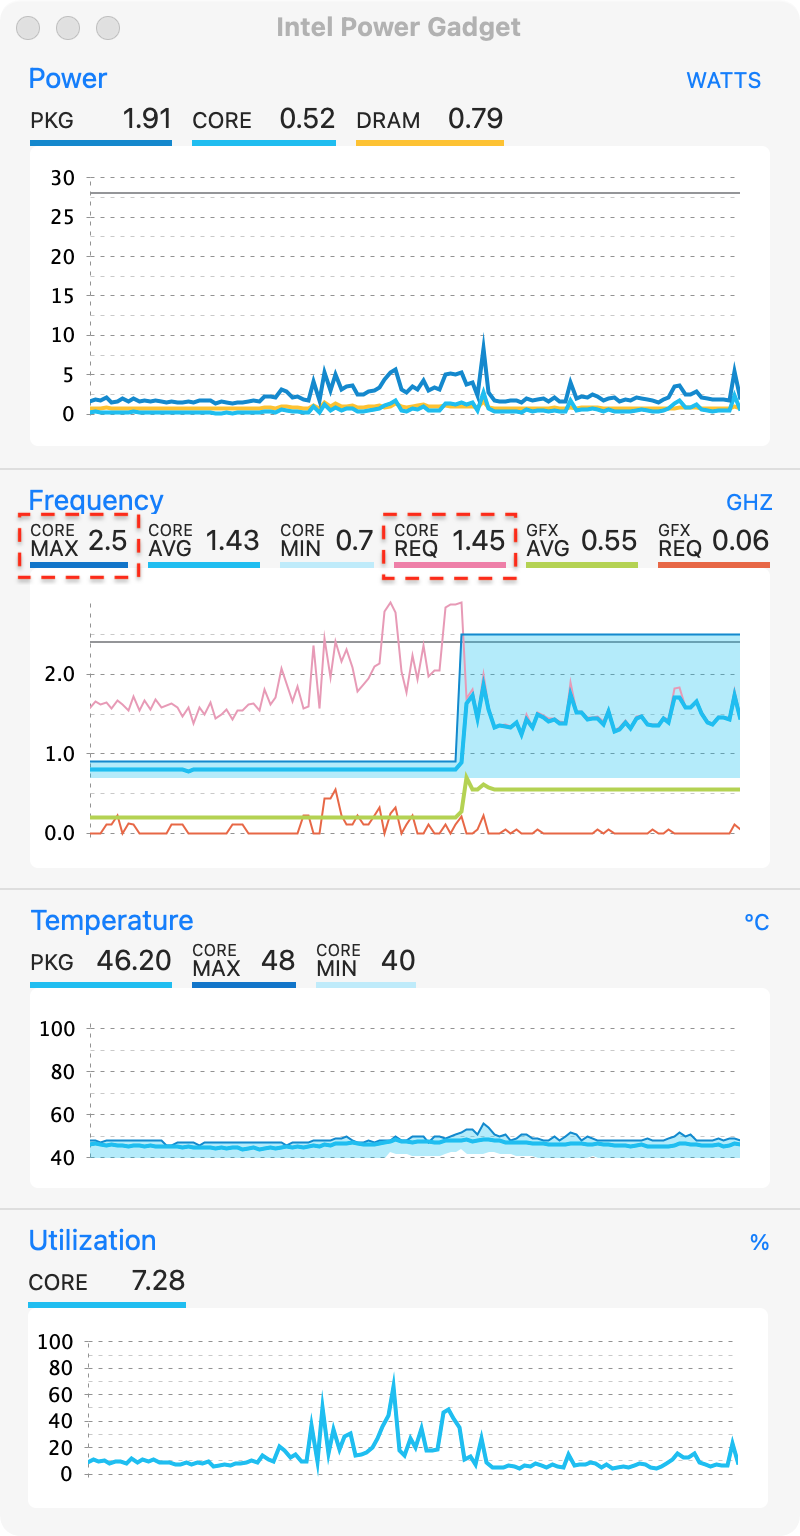 Intel Power Gadget
Power WATTS
PKG 1.91 CORE 0.52 DRAM 0.79
30
25
20
15
10
5
0
Frequency GHZ
CORE MAX 2.5 CORE AVG 1.43 CORE MIN 0.7 CORE REQ 1.45 GFX AVG 0.55 GFX REQ 0.06
2.0
1.0
0.0
Temperature °C
PKG 46.20 CORE MAX 48 CORE MIN 40
100
80
60
40
Utilization %
CORE 7.28
100
80
60
40
20
0